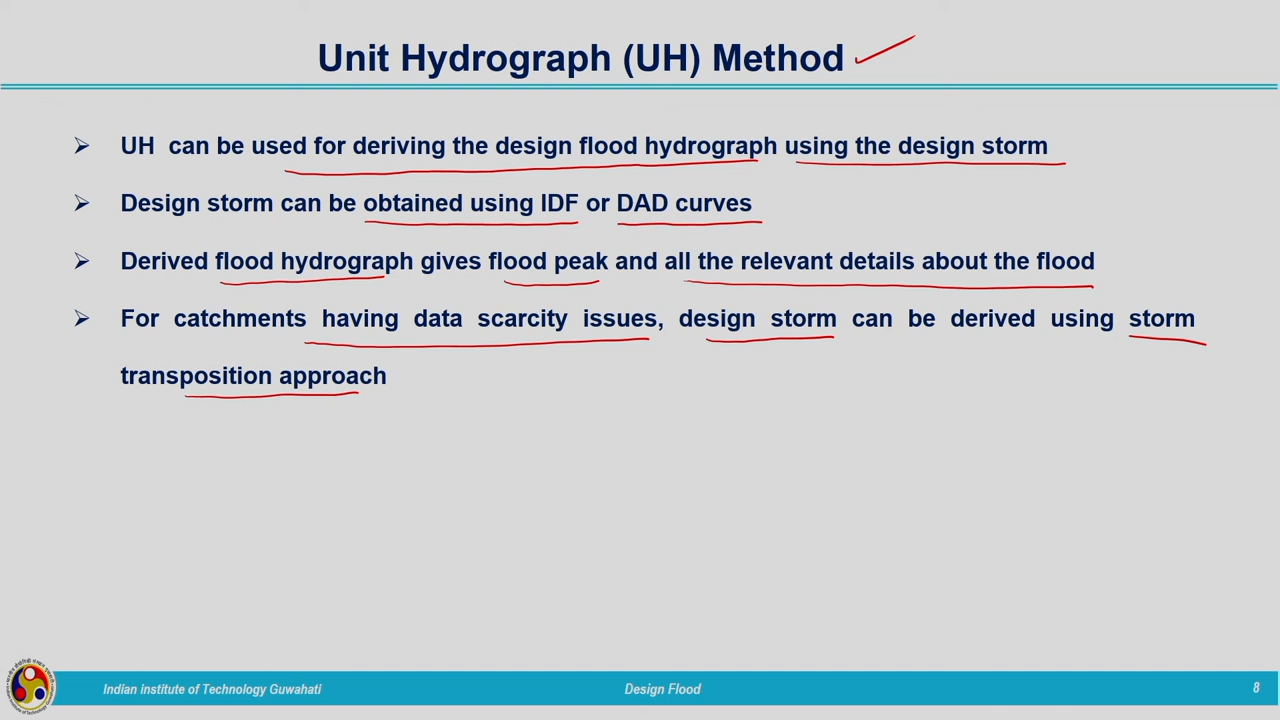 Unit Hydrograph (UH) Method
UH can be used for deriving the design flood hydrograph using the design storm
Design storm can be obtained using IDF or DAD curves
Derived flood hydrograph gives flood peak and all the relevant details about the flood
For catchments having data scarcity issues, design storm can be derived using storm
transposition approach
Indian institute of Technology Guwahati
Design Flood
8